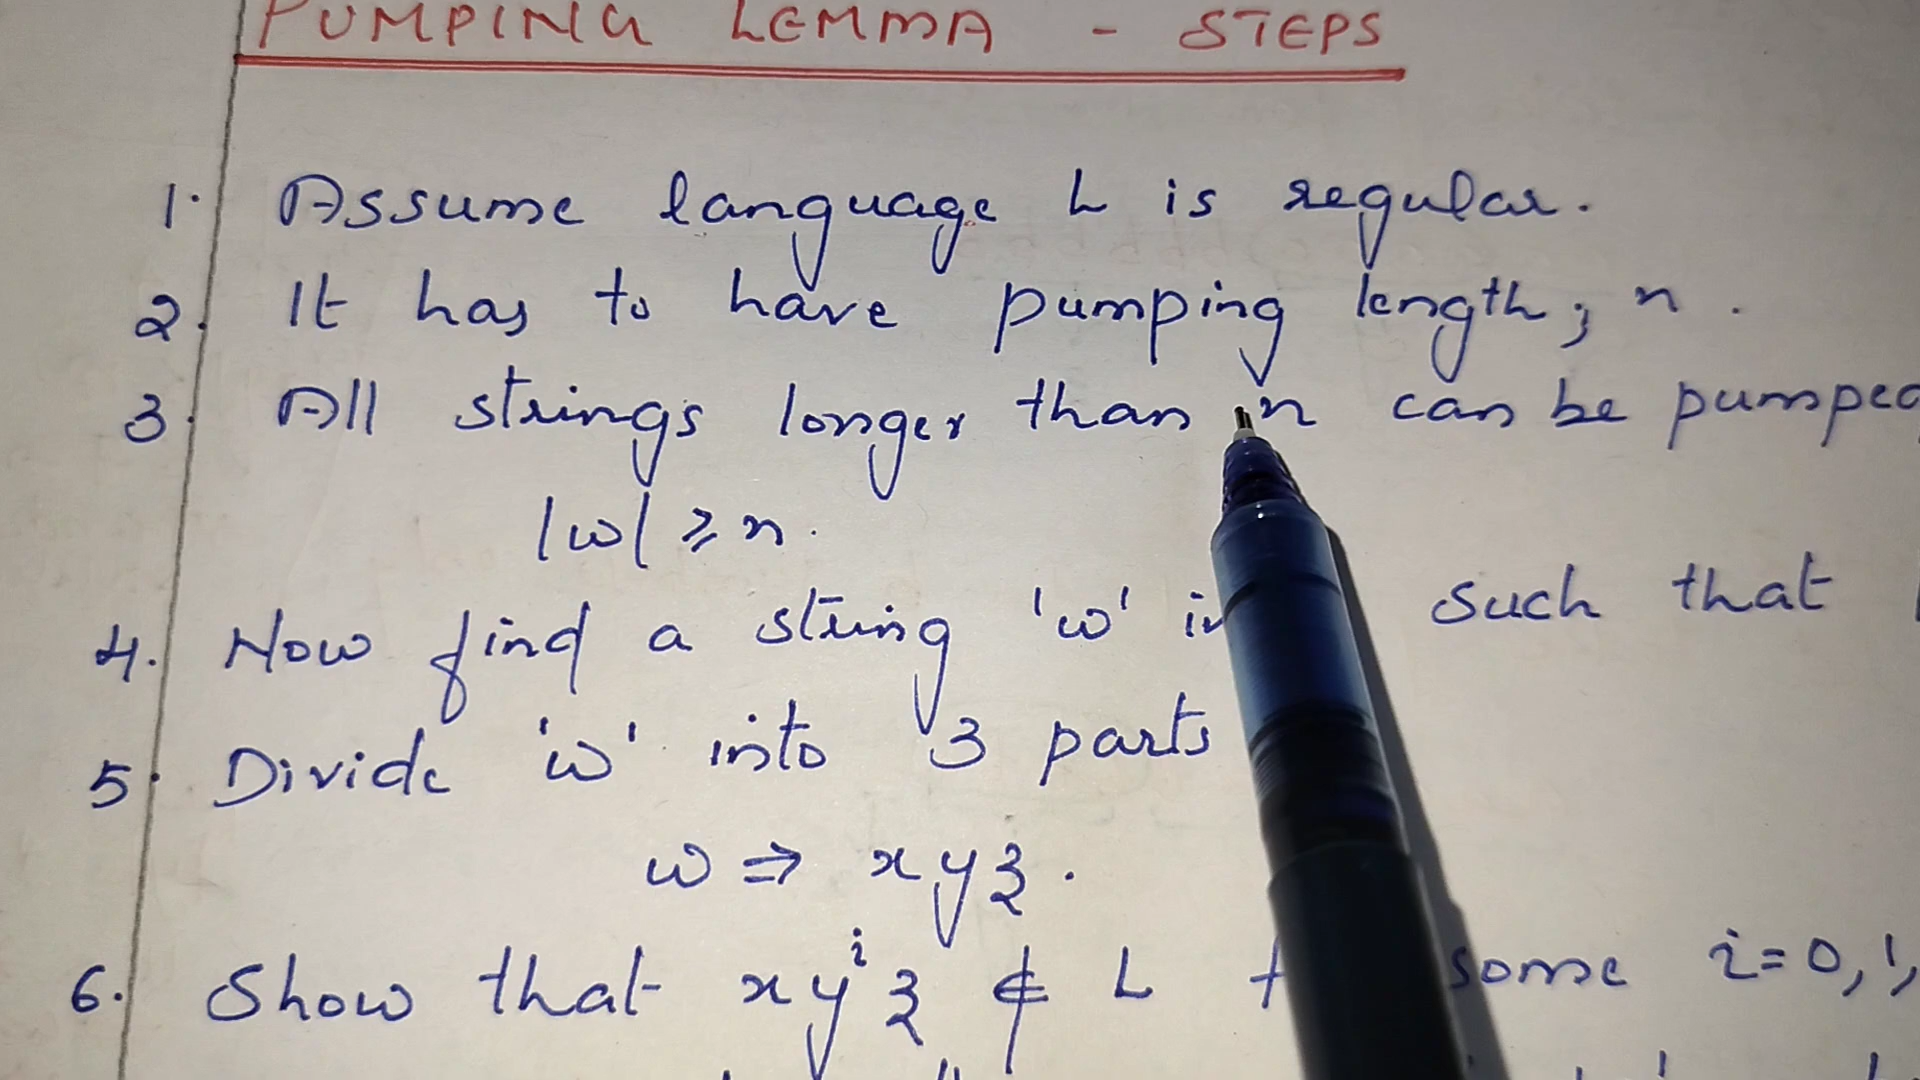 PUMPING LEMMA - STEPS
1. Assume language L is regular.
2. It has to have pumping length; n.
3. All strings longer than n can be pumped
|w| ⩾ n.
4. Now find a string 'w' in such that
5. Divide 'w' into 3 parts
w ⇒ xyz.
6. Show that xyⁱz ∉ L some i=0,1,